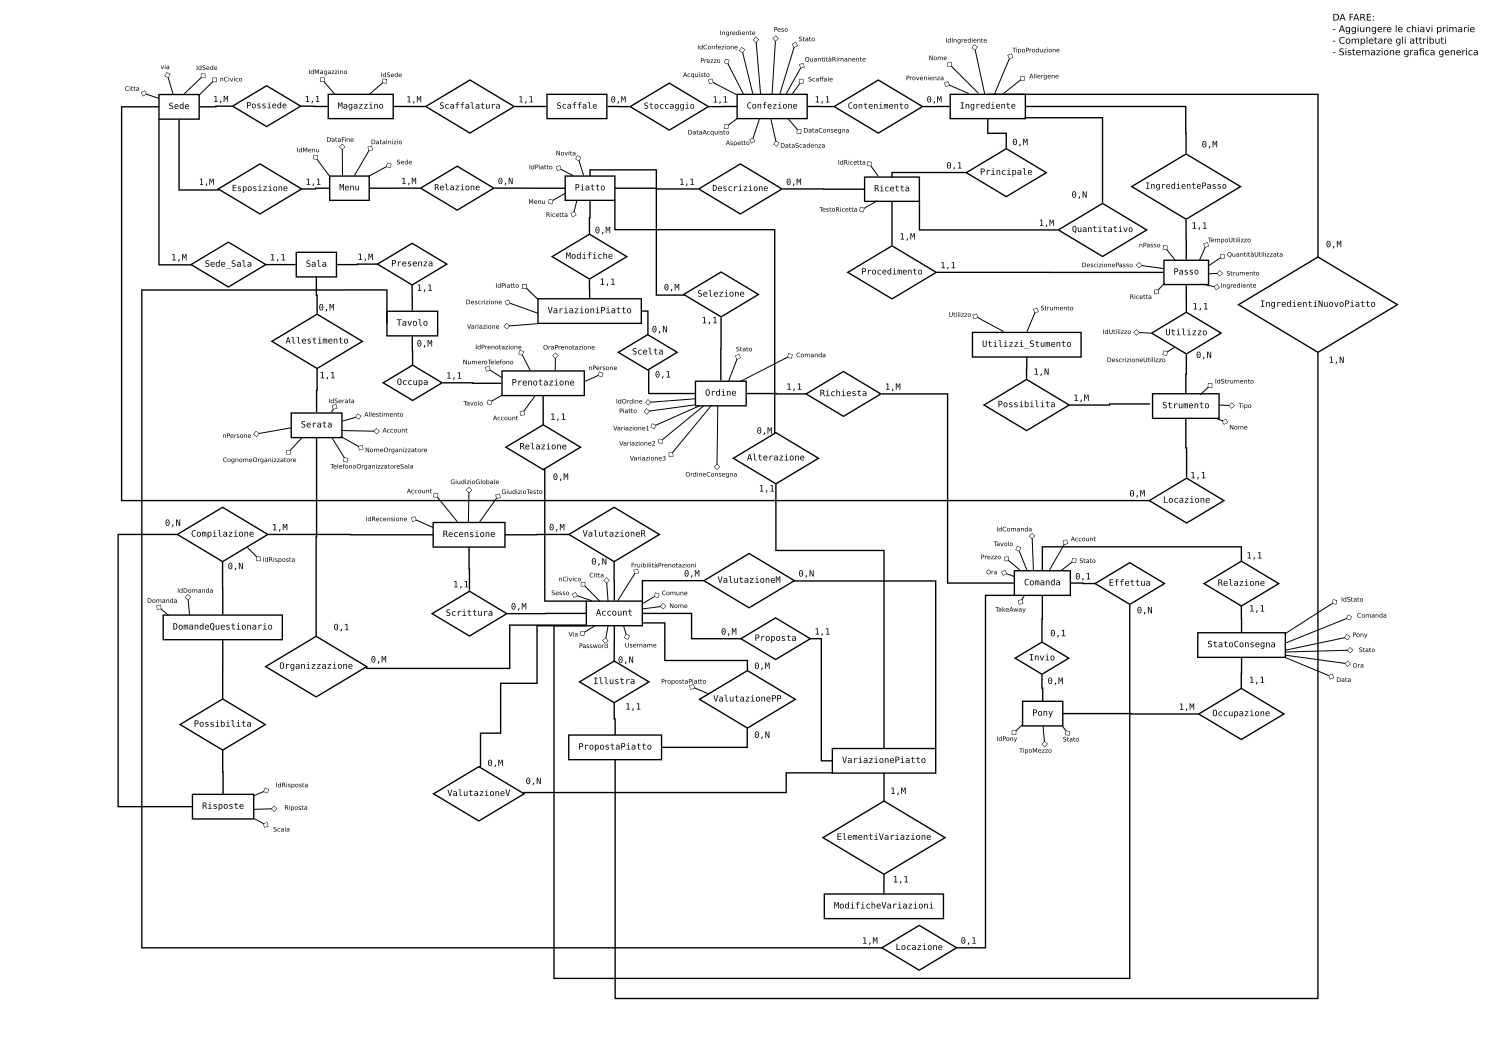 DA FARE:
- Aggiungere le chiavi primarie
- Completare gli attributi
- Sistemazione grafica generica
via
IdSede
nCivico
Citta
Sede
1,M
Possiede
1,1
IdMagazzino
IdSede
Magazzino
1,M
Scaffalatura
1,1
Scaffale
0,M
Stoccaggio
1,1
Ingrediente
Peso
Stato
IdConfezione
Prezzo
QuantitàRimanente
Acquisto
Scaffale
Confezione
DataAcquisto
DataConsegna
Aspetto
DataScadenza
1,1
Contenimento
0,M
IdIngrediente
TipoProduzione
Nome
Provenienza
Allergene
Ingrediente
0,M
0,M
1,M
Esposizione
1,1
DataFine
DataInizio
IdMenu
Sede
Menu
1,M
Relazione
0,N
Novita
IdPiatto
Piatto
Menu
Ricetta
1,1
Descrizione
0,M
IdRicetta
Ricetta
TestoRicetta
0,1
Principale
IngredientePasso
0,N
1,M
Quantitativo
1,1
1,M
Sede_Sala
1,1
Sala
1,M
Presenza
1,1
0,M
Modifiche
1,1
1,M
Procedimento
1,1
nPasso
TempoUtilizzo
DescizionePasso
QuantitàUtilizzata
Passo
Strumento
Ingrediente
Ricetta
0,M
IngredientiNuovoPiatto
1,N
0,M
Selezione
1,1
0,M
Allestimento
1,1
Tavolo
0,M
IdPiatto
Descrizione
Variazione
VariazioniPiatto
0,N
Scelta
0,1
Utilizzo
Strumento
Utilizzi_Stumento
1,N
Possibilita
1,M
1,1
IdUtilizzo
Utilizzo
DescrizioneUtilizzo
0,N
IdStrumento
Strumento
Tipo
Nome
1,1
Occupa
1,1
IdPrenotazione
OraPrenotazione
NumeroTelefono
nPersone
Prenotazione
Tavolo
Account
1,1
Relazione
0,M
Stato
Comanda
Ordine
IdOrdine
Piatto
Variazione1
Variazione2
Variazione3
OrdineConsegna
1,1
Richiesta
1,M
0,M
Alterazione
1,1
IdSerata
Allestimento
Serata
Account
nPersone
NomeOrganizzatore
CognomeOrganizzatore
TelefonoOrganizzatoreSala
0,M
Locazione
0,N
Compilazione
1,M
IdRisposta
0,N
GiudizioGlobale
Account
GiudizioTesto
IdRecensione
Recensione
0,M
ValutazioneR
0,N
1,1
Scrittura
0,M
FruibilitàPrenotazioni
Citta
nCivico
Sesso
Comune
Nome
Account
Via
Password
Username
0,M
ValutazioneM
0,N
IdComanda
Tavolo
Account
Prezzo
Stato
Ora
Comanda
TakeAway
0,1
Effettua
0,N
1,1
Relazione
1,1
IdStato
Comanda
Pony
StatoConsegna
Stato
Ora
Data
IdDomanda
Domanda
DomandeQuestionario
0,1
Organizzazione
0,M
0,M
Proposta
1,1
0,1
Invio
0,M
1,1
0,N
Illustra
1,1
0,M
PropostaPiatto
ValutazionePP
0,N
Pony
IdPony
TipoMezzo
Stato
1,M
Occupazione
Possibilita
PropostaPiatto
VariazionePiatto
0,M
ValutazioneV
0,N
IdRisposta
Risposte
Riposta
Scala
1,M
ElementiVariazione
1,1
ModificheVariazioni
1,M
Locazione
0,1